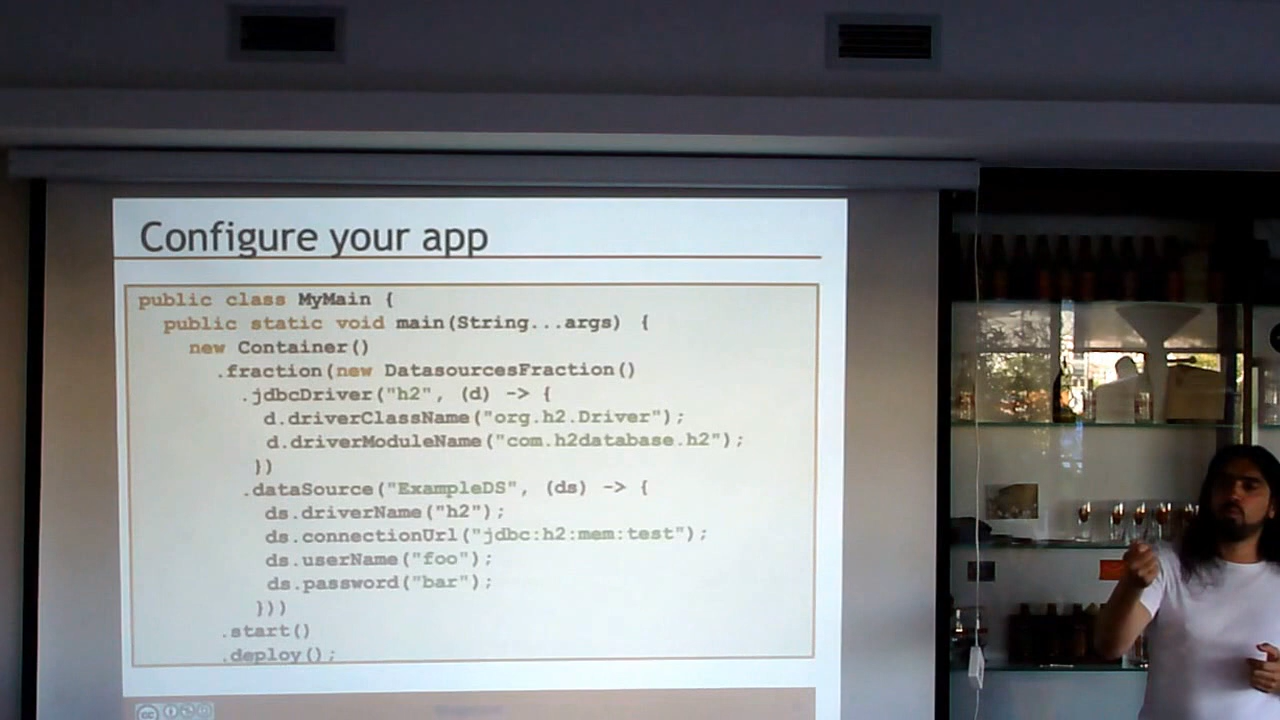 Configure your app
public class MyMain {
public static void main(String...args) {
new Container()
.fraction(new DatasourcesFraction()
.jdbcDriver("h2", (d) -> {
d.driverClassName("org.h2.Driver");
d.driverModuleName("com.h2database.h2");
})
.dataSource("ExampleDS", (ds) -> {
ds.driverName("h2");
ds.connectionUrl("jdbc:h2:mem:test");
ds.userName("foo");
ds.password("bar");
}))
.start()
.deploy();